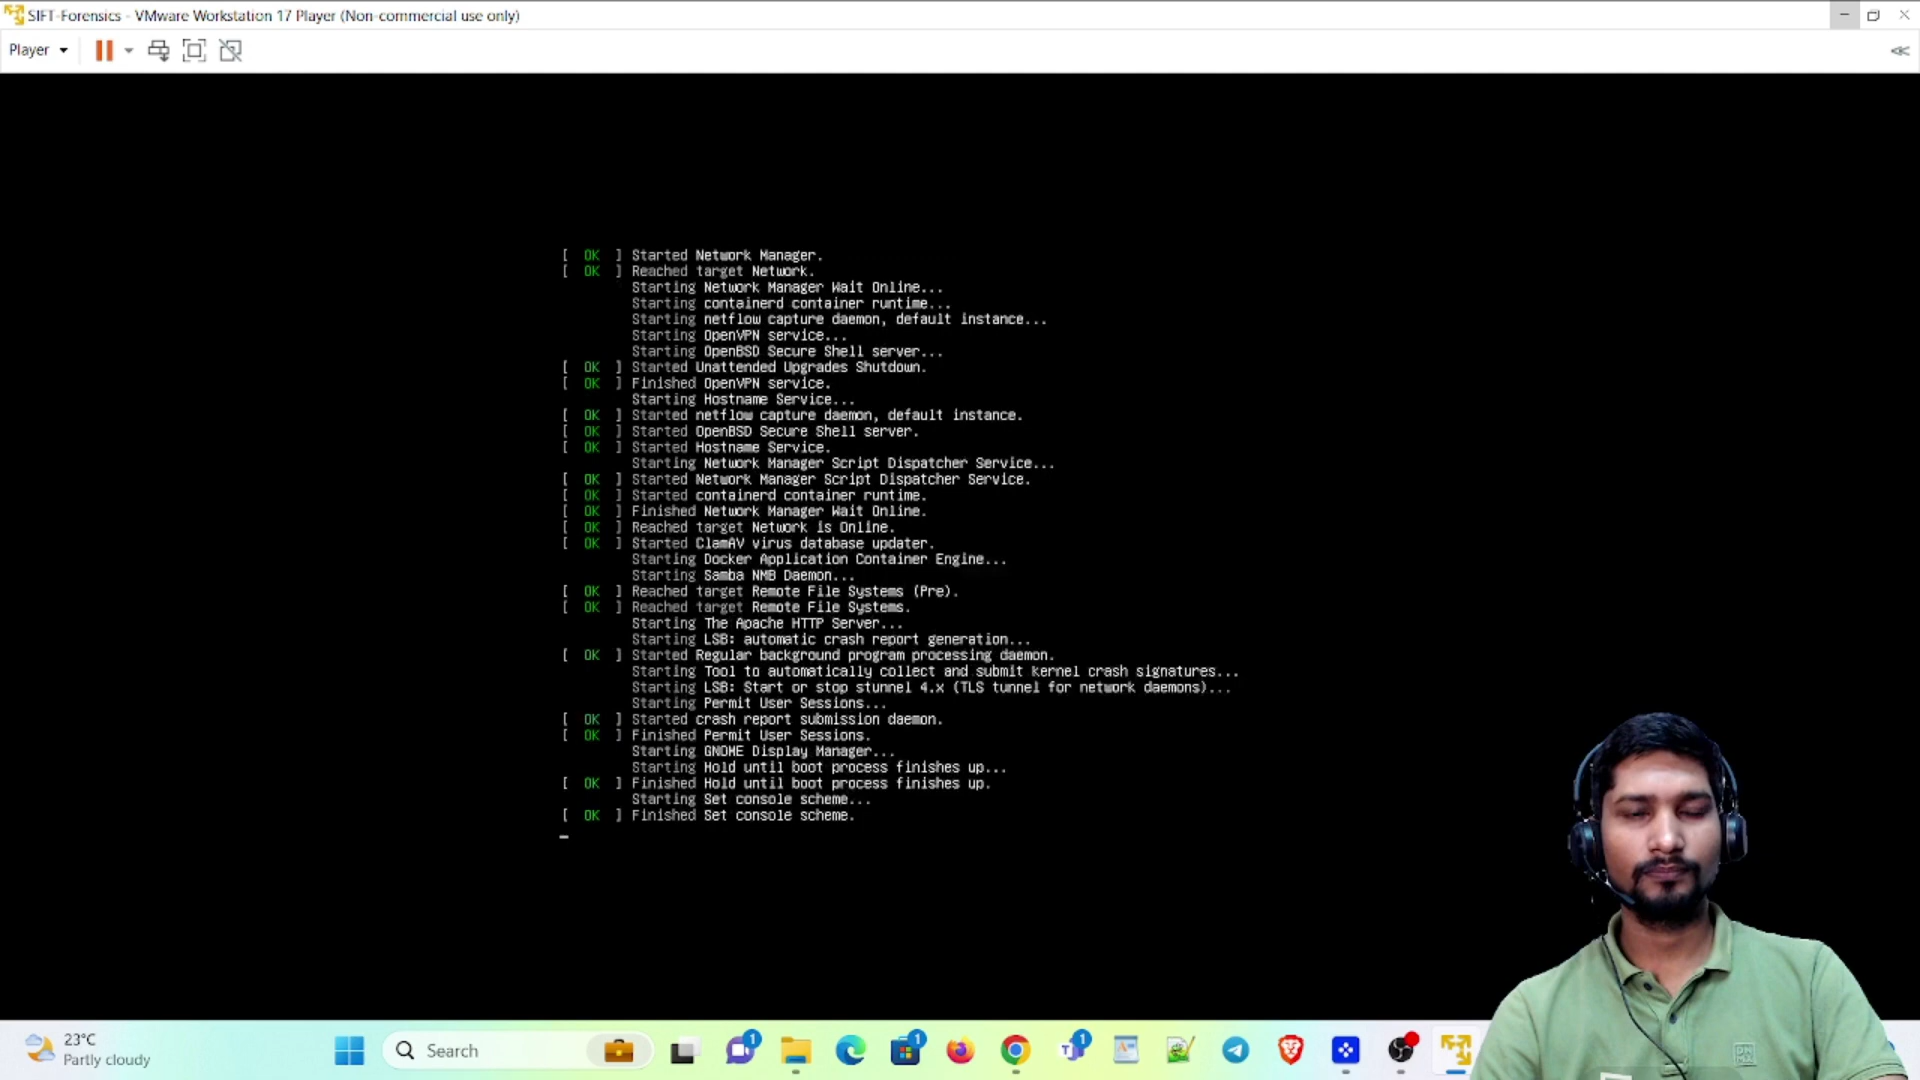 SIFT-Forensics - VMware Workstation 17 Player (Non-commercial use only)
Player
[ OK ] Started Network Manager.
[ OK ] Reached target Network.
Starting Network Manager Wait Online...
Starting containerd container runtime...
Starting netflow capture daemon, default instance...
Starting OpenVPN service...
Starting OpenBSD Secure Shell server...
[ OK ] Started Unattended Upgrades Shutdown.
[ OK ] Finished OpenVPN service.
Starting Hostname Service...
[ OK ] Started netflow capture daemon, default instance.
[ OK ] Started OpenBSD Secure Shell server.
[ OK ] Started Hostname Service.
Starting Network Manager Script Dispatcher Service...
[ OK ] Started Network Manager Script Dispatcher Service.
[ OK ] Started containerd container runtime.
[ OK ] Finished Network Manager Wait Online.
[ OK ] Reached target Network is Online.
[ OK ] Started ClamAV virus database updater.
Starting Docker Application Container Engine...
Starting Samba NMB Daemon...
[ OK ] Reached target Remote File Systems (Pre).
[ OK ] Reached target Remote File Systems.
Starting The Apache HTTP Server...
Starting LSB: automatic crash report generation...
[ OK ] Started Regular background program processing daemon.
Starting Tool to automatically collect and submit kernel crash signatures...
Starting LSB: Start or stop stunnel 4.x (TLS tunnel for network daemons)...
Starting Permit User Sessions...
[ OK ] Started crash report submission daemon.
[ OK ] Finished Permit User Sessions.
Starting GNOME Display Manager...
Starting Hold until boot process finishes up...
[ OK ] Finished Hold until boot process finishes up.
Starting Set console scheme...
[ OK ] Finished Set console scheme.
23°C
Partly cloudy
Search
1
1
1